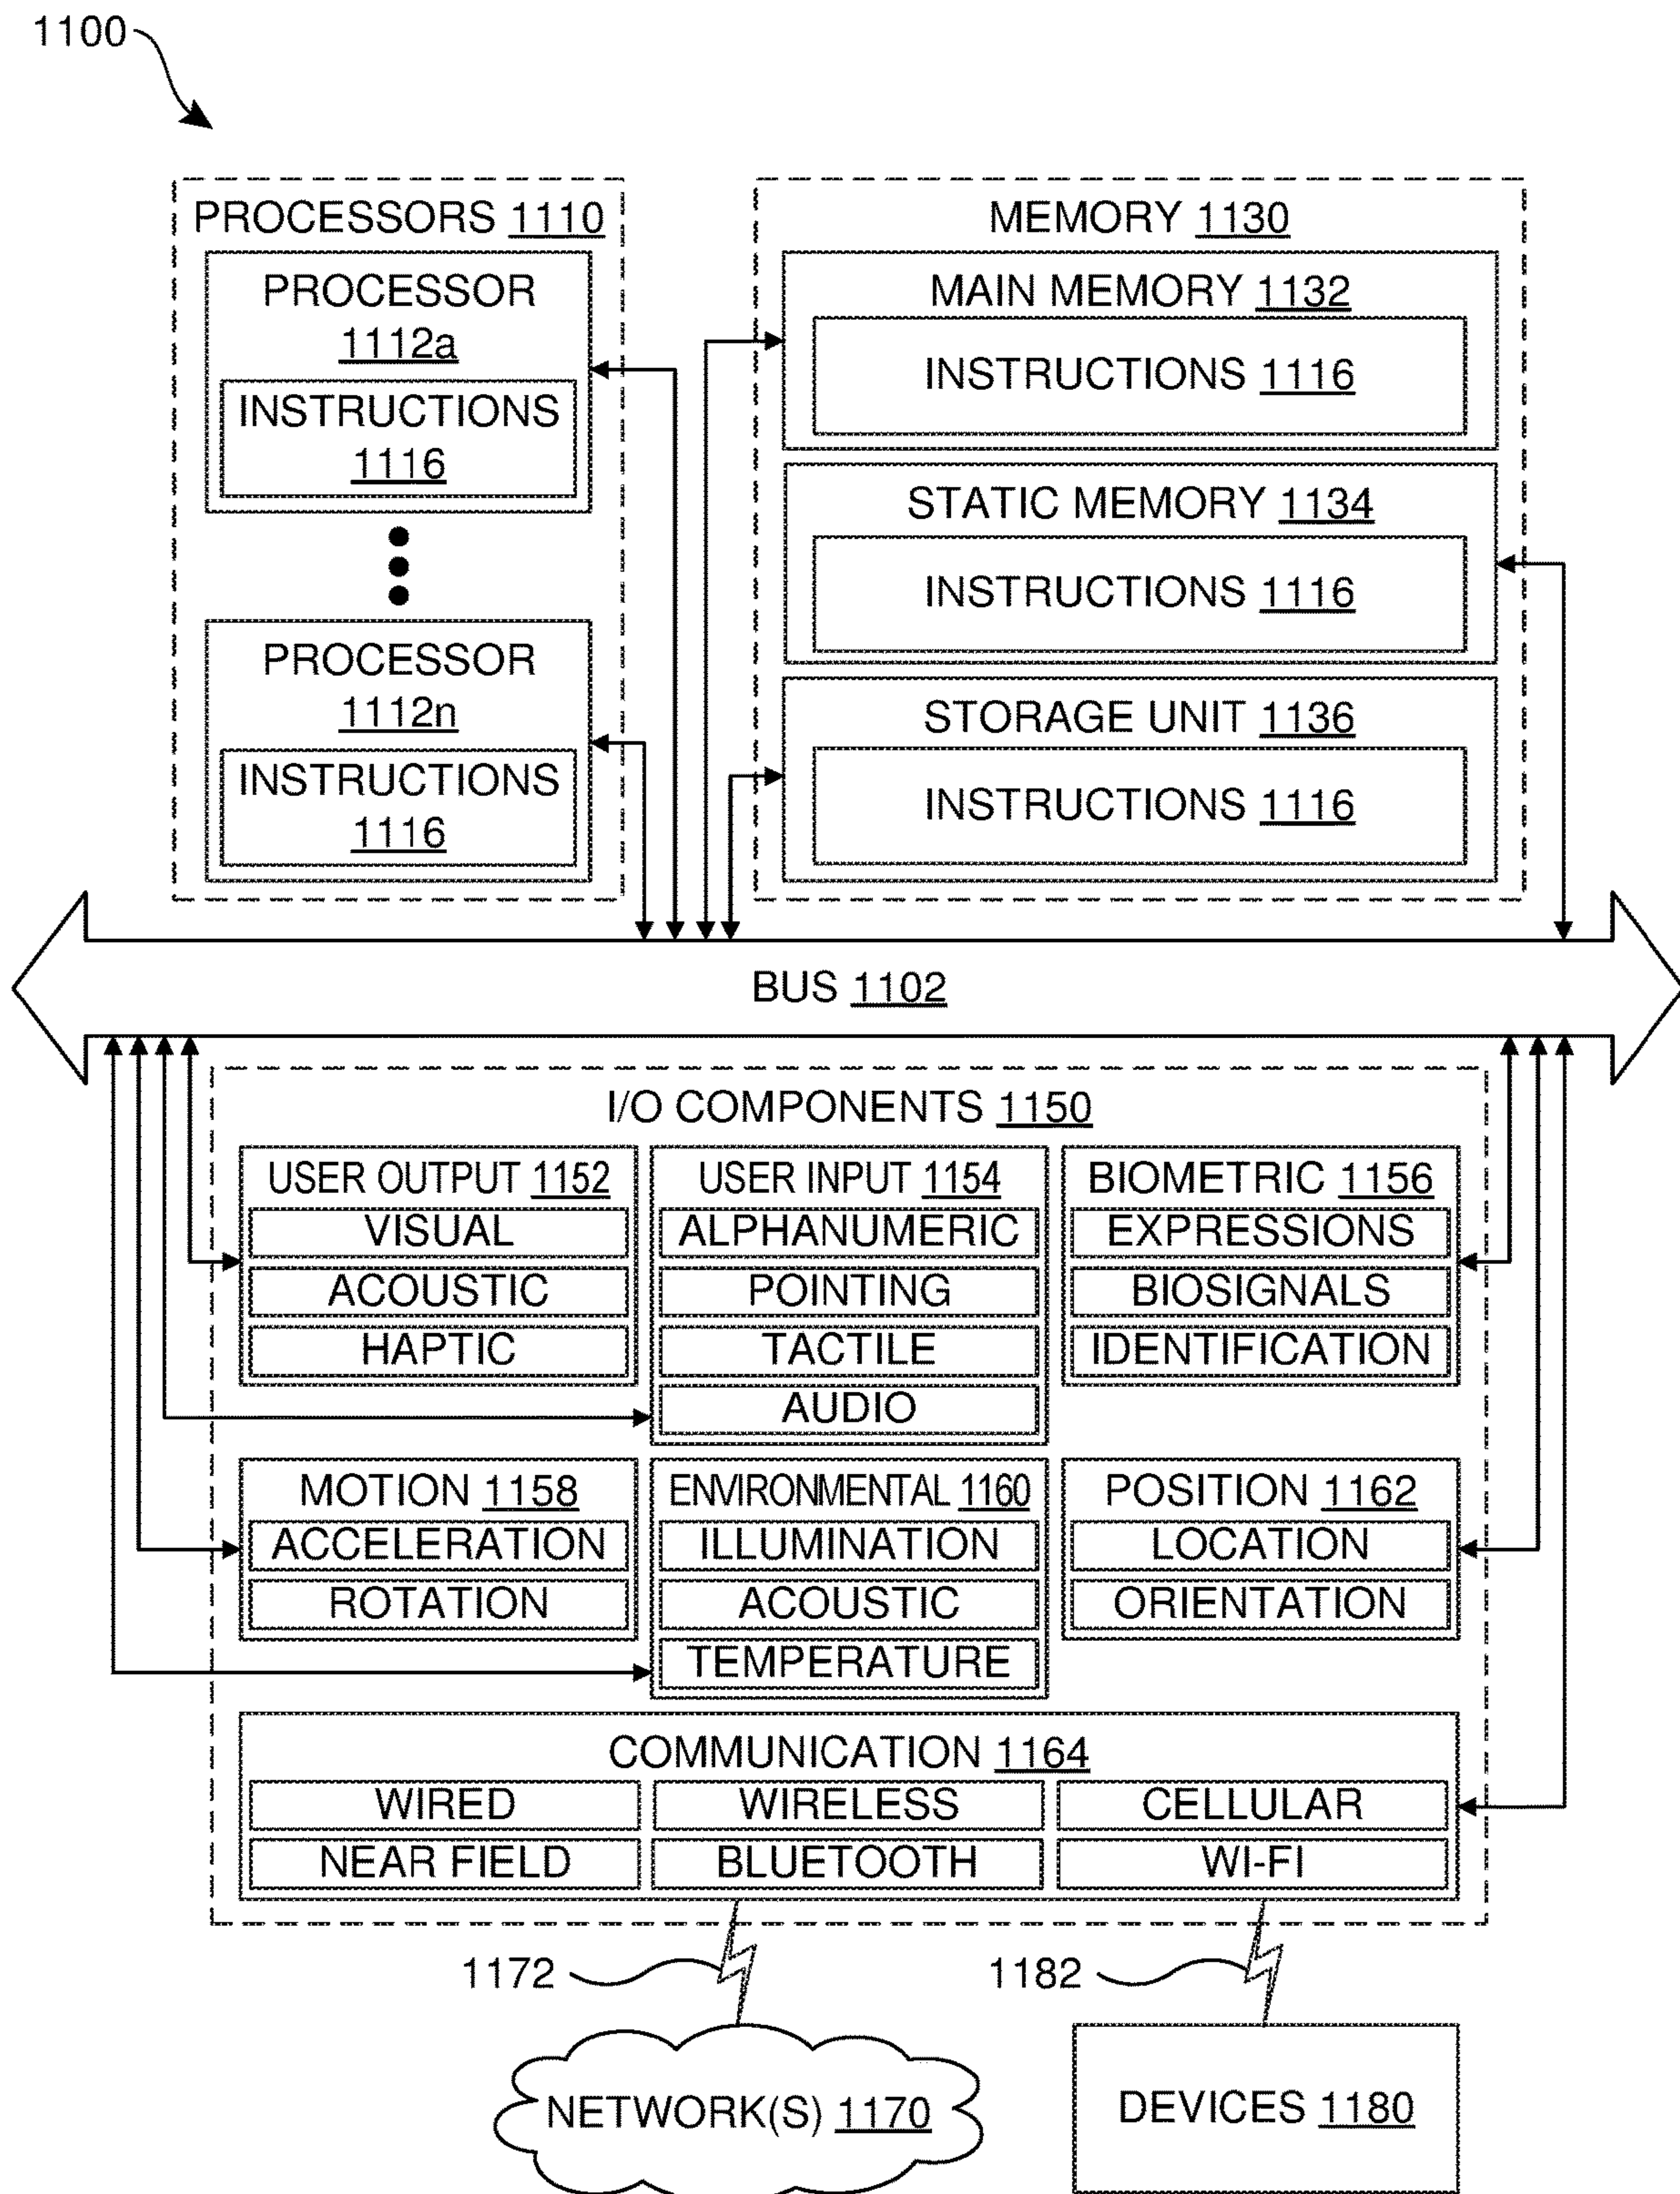 1100
PROCESSORS 1110
PROCESSOR
1112a
INSTRUCTIONS
1116
PROCESSOR
1112n
INSTRUCTIONS
1116
MEMORY 1130
MAIN MEMORY 1132
INSTRUCTIONS 1116
STATIC MEMORY 1134
INSTRUCTIONS 1116
STORAGE UNIT 1136
INSTRUCTIONS 1116
BUS 1102
I/O COMPONENTS 1150
USER OUTPUT 1152
VISUAL
ACOUSTIC
HAPTIC
USER INPUT 1154
ALPHANUMERIC
POINTING
TACTILE
AUDIO
BIOMETRIC 1156
EXPRESSIONS
BIOSIGNALS
IDENTIFICATION
MOTION 1158
ACCELERATION
ROTATION
ENVIRONMENTAL 1160
ILLUMINATION
ACOUSTIC
TEMPERATURE
POSITION 1162
LOCATION
ORIENTATION
COMMUNICATION 1164
WIRED
WIRELESS
CELLULAR
NEAR FIELD
BLUETOOTH
WI-FI
1172
1182
NETWORK(S) 1170
DEVICES 1180